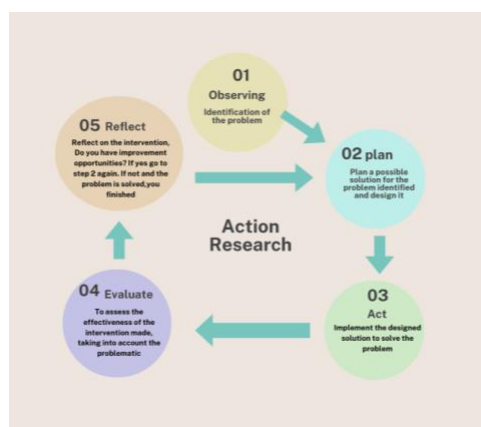 01
Observing
Identification of
the problem
02 plan
Plan a possible
solution for the
problem identified
and design it
03
Act
Implement the designed
solution to solve the
problem
04 Evaluate
To assess the
effectiveness of the
intervention made,
taking into account the
problematic
05 Reflect
Reflect on the intervention,
Do you have improvement
opportunities? If yes go to
step 2 again. If not and the
problem is solved,you
finished
Action
Research